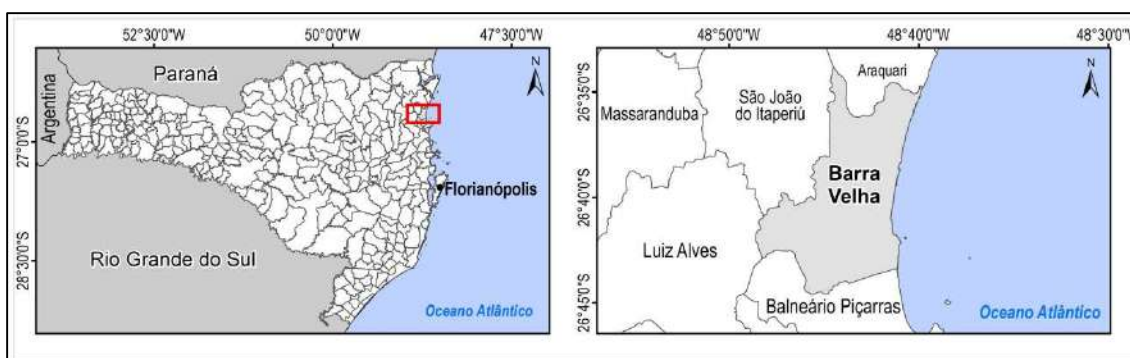 52°30'0"W 50°0'0"W 47°30'0"W
N
Paraná
Argentina
27°0'0"S
Florianópolis
Rio Grande do Sul
28°30'0"S
Oceano Atlântico
48°50'0"W 48°40'0"W 48°30'0"W
N
Araquari
26°35'0"S
São João
do Itaperiú
Massaranduba
Barra
Velha
26°40'0"S
Luiz Alves
26°45'0"S
Balneário Piçarras
Oceano Atlântico